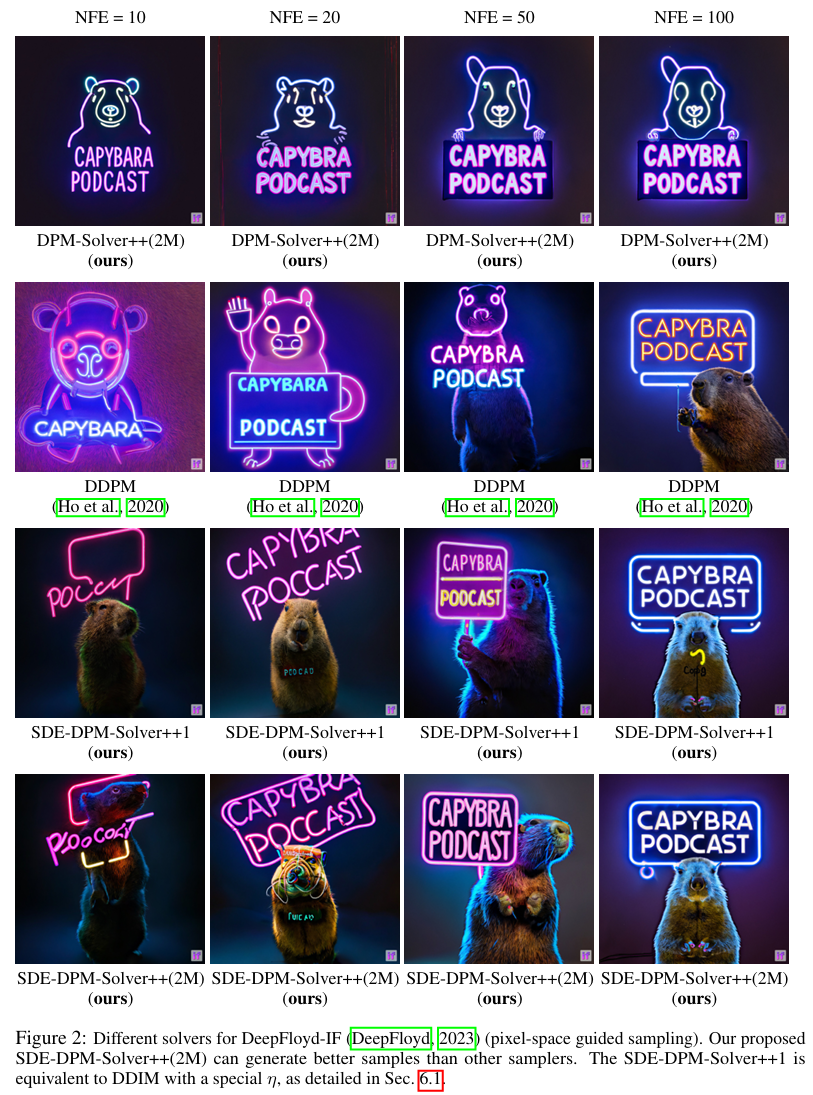 NFE = 10 NFE = 20 NFE = 50 NFE = 100
CAPYBARA
PODCAST
CAPYBRA
PODCAST
CAPYBRA
PODCAST
CAPYBRA
PODCAST
DPM-Solver++(2M) DPM-Solver++(2M) DPM-Solver++(2M) DPM-Solver++(2M)
(ours) (ours) (ours) (ours)
CAPYBARA
CAPYBARA
PODCAST
CAPYBRA
PODCAST
CAPYBRA
PODCAST
DDPM DDPM DDPM DDPM
(Ho et al., 2020) (Ho et al., 2020) (Ho et al., 2020) (Ho et al., 2020)
CAPYBRA
POCCAST
CAPYBRA
PODCAST
CAPYBRA
PODCAST
SDE-DPM-Solver++1 SDE-DPM-Solver++1 SDE-DPM-Solver++1 SDE-DPM-Solver++1
(ours) (ours) (ours) (ours)
CAPYBRA
POCCAST
CAPYBRA
PODCAST
CAPYBRA
PODCAST
SDE-DPM-Solver++(2M) SDE-DPM-Solver++(2M) SDE-DPM-Solver++(2M) SDE-DPM-Solver++(2M)
(ours) (ours) (ours) (ours)
Figure 2: Different solvers for DeepFloyd-IF (DeepFloyd, 2023) (pixel-space guided sampling). Our proposed
SDE-DPM-Solver++(2M) can generate better samples than other samplers. The SDE-DPM-Solver++1 is
equivalent to DDIM with a special η, as detailed in Sec. 6.1.